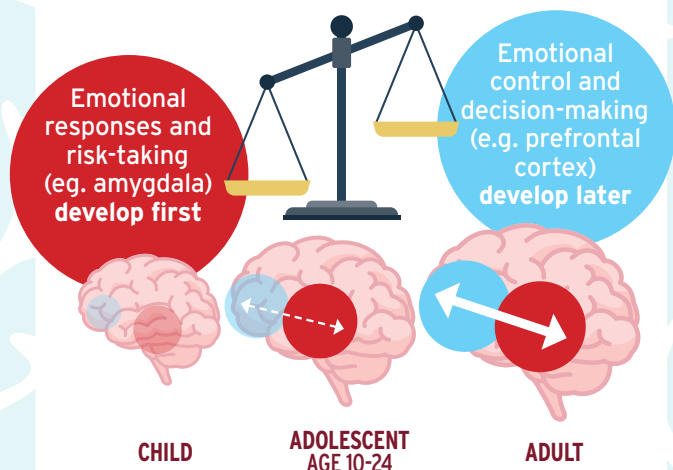 Emotional
responses and
risk-taking
(eg. amygdala)
develop first
Emotional
control and
decision-making
(e.g. prefrontal
cortex)
develop later
CHILD
ADOLESCENT
AGE 10-24
ADULT